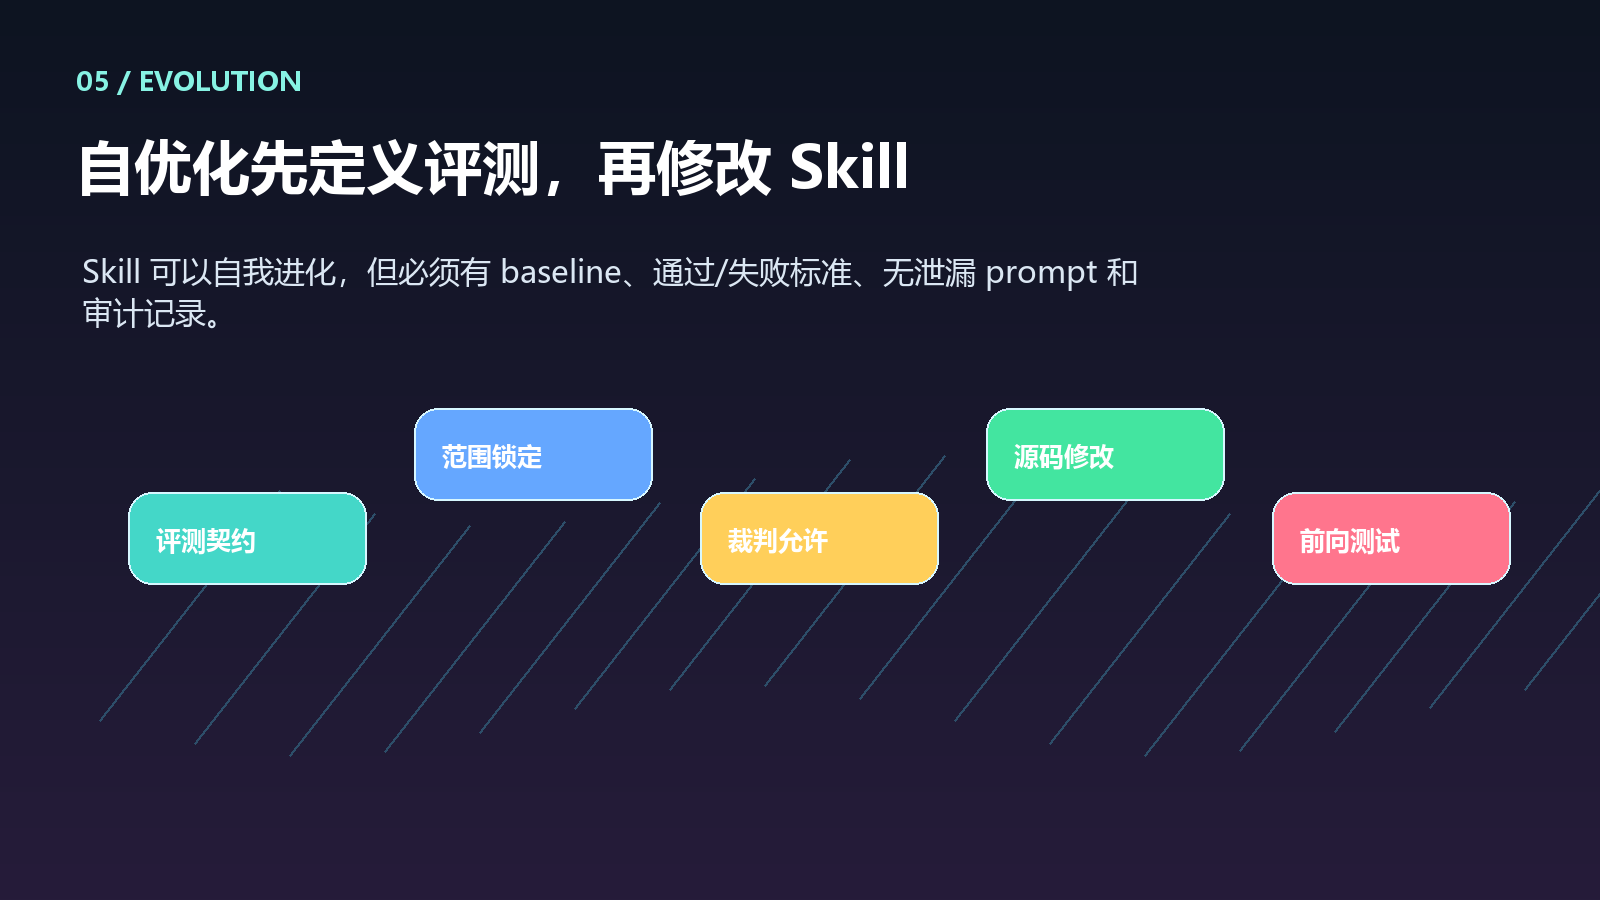 05 / EVOLUTION
自优化先定义评测，再修改 Skill
Skill 可以自我进化，但必须有 baseline、通过/失败标准、无泄漏 prompt 和
审计记录。
评测契约
范围锁定
裁判允许
源码修改
前向测试